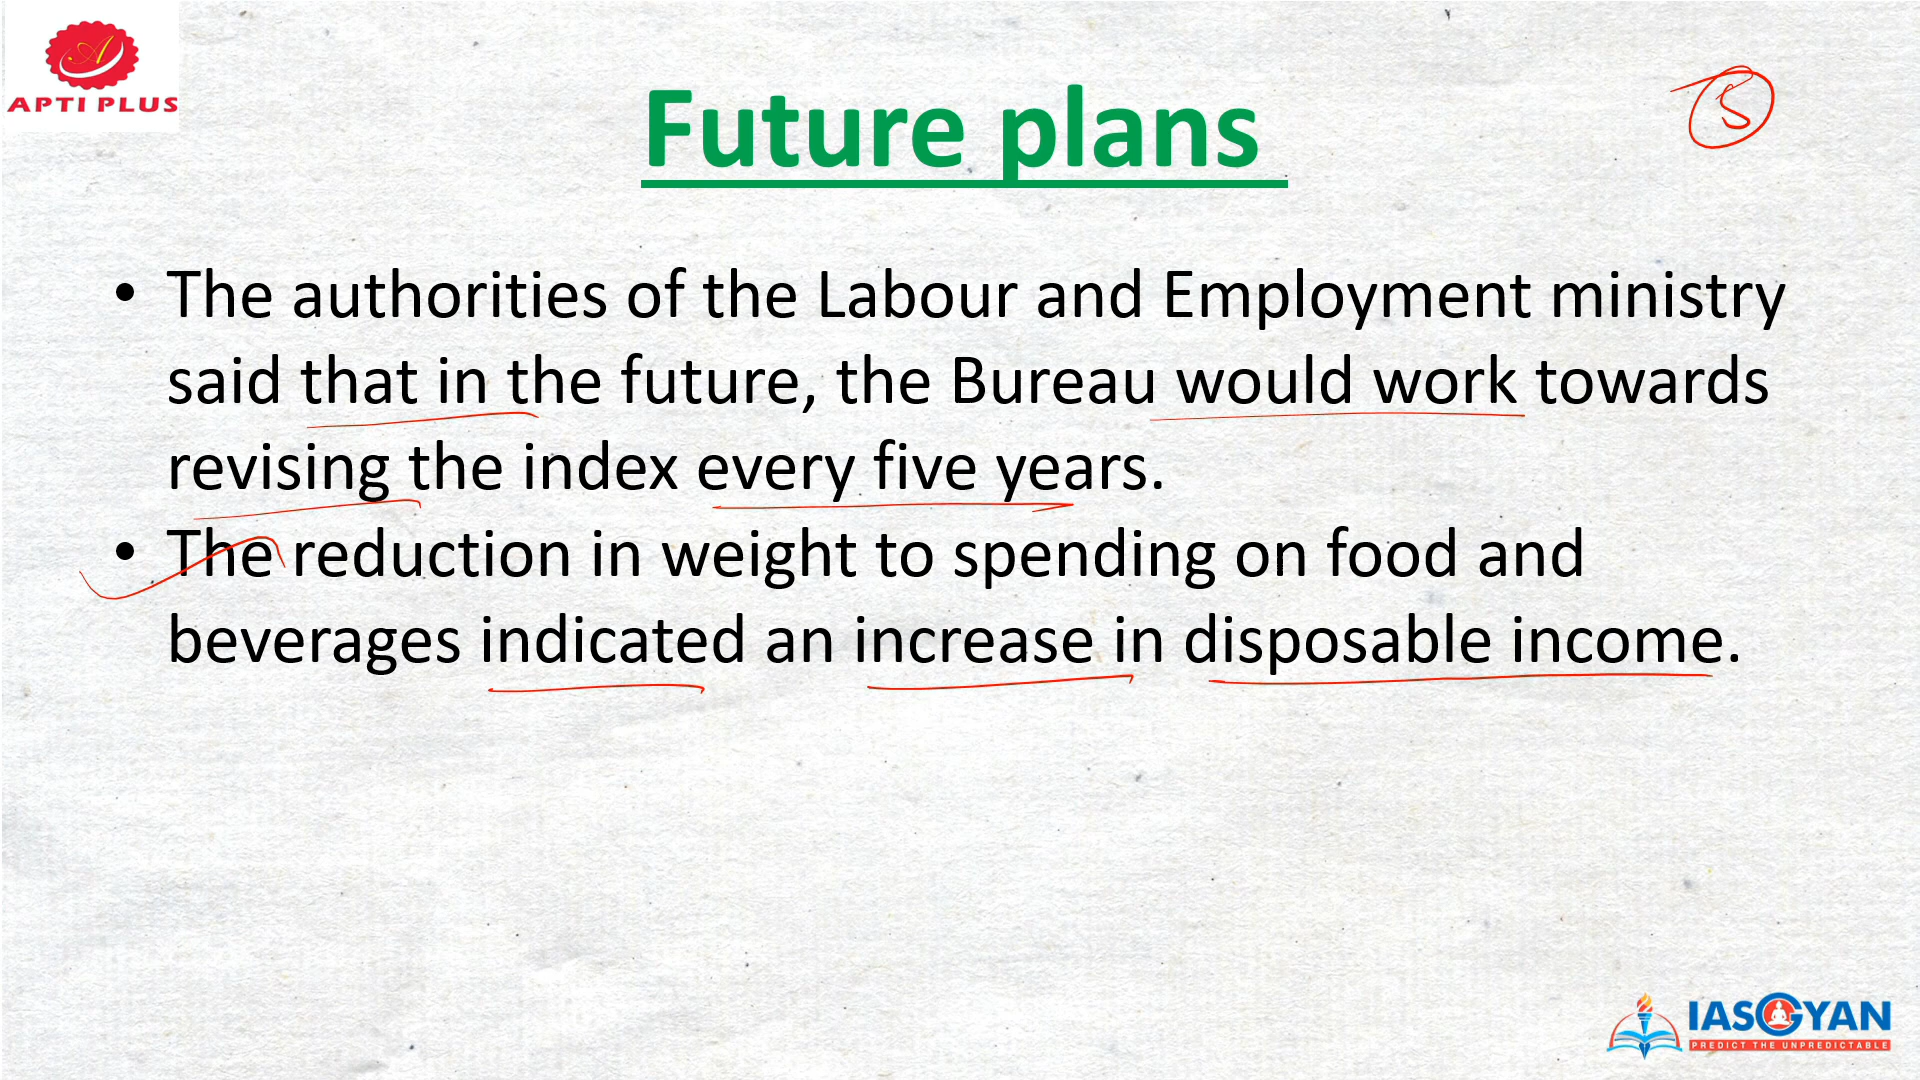 APTI PLUS
Future plans
5
• The authorities of the Labour and Employment ministry
said that in the future, the Bureau would work towards
revising the index every five years.
• The reduction in weight to spending on food and
beverages indicated an increase in disposable income.
IASGYAN
PREDICT THE UNPREDICTABLE